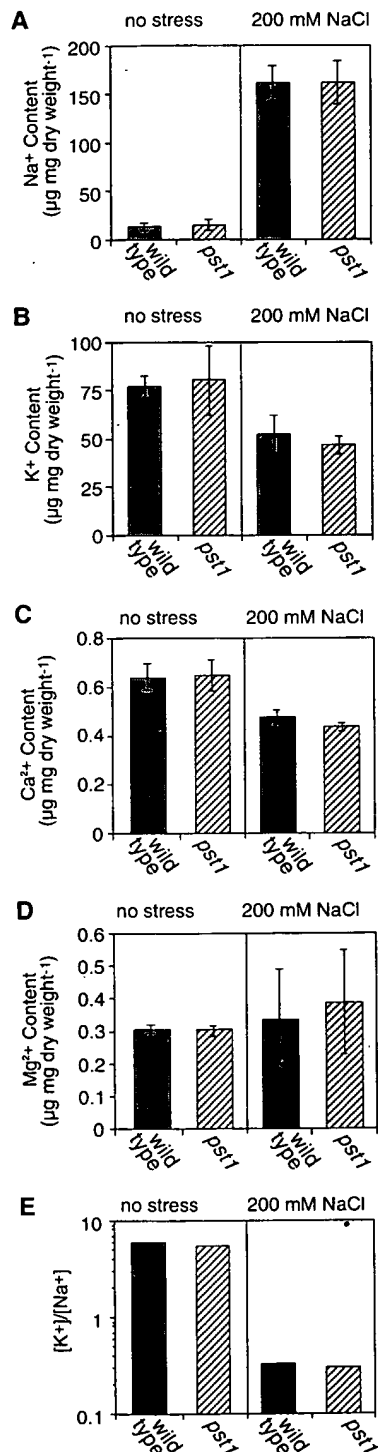 A
no stress 200 mM NaCl
Na+ Content
(µg mg dry weight-1)
200
150
100
50
0
wild type
pst1
wild type
pst1
B
no stress 200 mM NaCl
K+ Content
(µg mg dry weight-1)
100
75
50
25
0
wild type
pst1
wild type
pst1
C
no stress 200 mM NaCl
Ca2+ Content
(µg mg dry weight-1)
0.8
0.6
0.4
0.2
0
wild type
pst1
wild type
pst1
D
no stress 200 mM NaCl
Mg2+ Content
(µg mg dry weight-1)
0.6
0.5
0.4
0.3
0.2
0.1
0
wild type
pst1
wild type
pst1
E
no stress 200 mM NaCl
[K+]/[Na+]
10
1
0.1
wild type
pst1
wild type
pst1